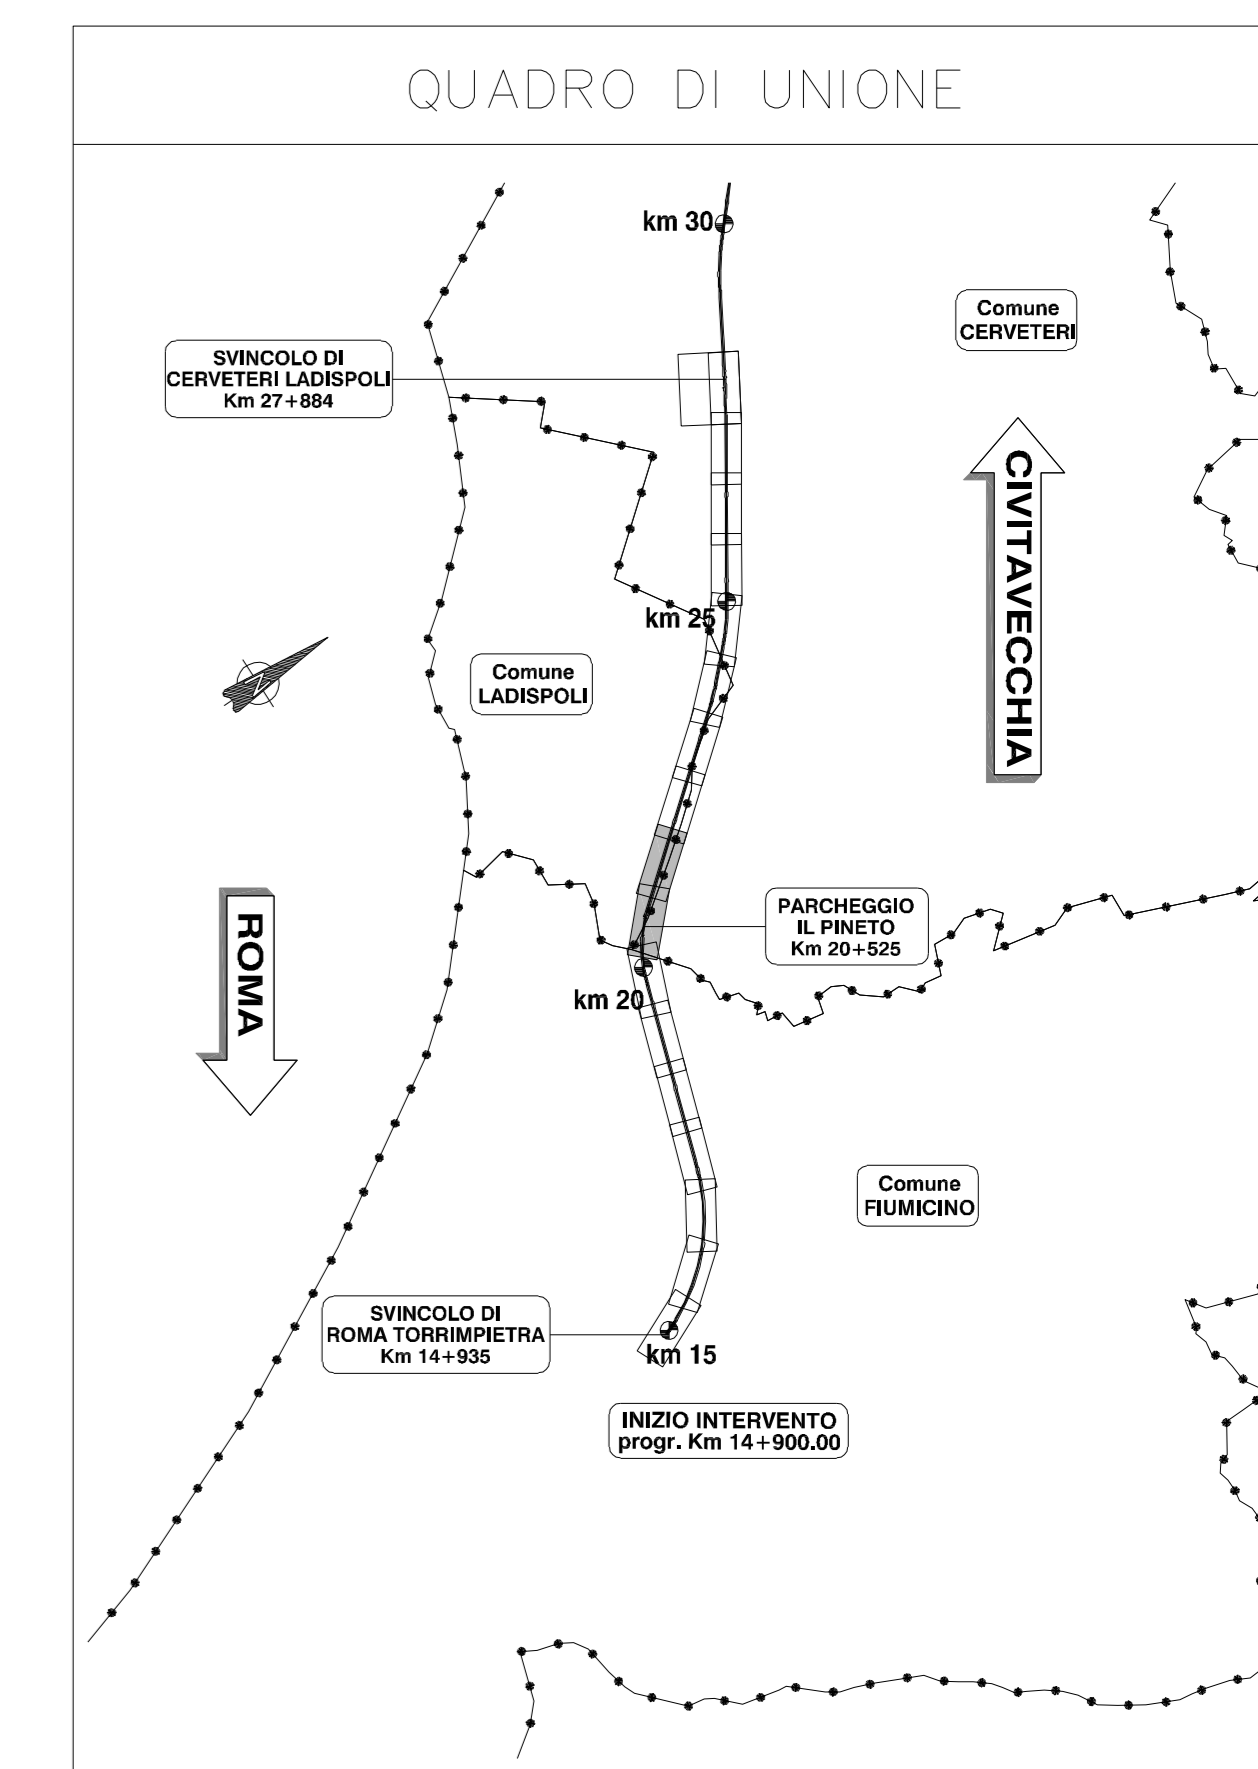 QUADRO DI UNIONE
km 30
Comune
CERVETERI
SVINCOLO DI
CERVETERI LADISPOLI
Km 27+884
CIVITAVECCHIA
km 25
Comune
LADISPOLI
N
PARCHEGGIO
IL PINETO
Km 20+525
ROMA
km 20
Comune
FIUMICINO
SVINCOLO DI
ROMA TORRIMPIETRA
Km 14+935
km 15
INIZIO INTERVENTO
progr. Km 14+900.00